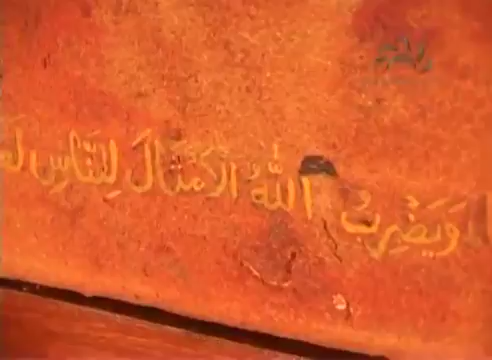 وَيَضْرِبُ اللَّهُ الْأَمْثَالَ لِلنَّاسِ لَعَ